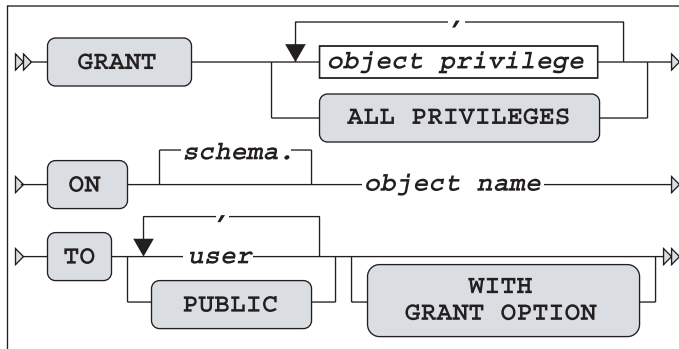 ,
GRANT object privilege
ALL PRIVILEGES
schema.
ON object name
,
TO user
PUBLIC
WITH
GRANT OPTION